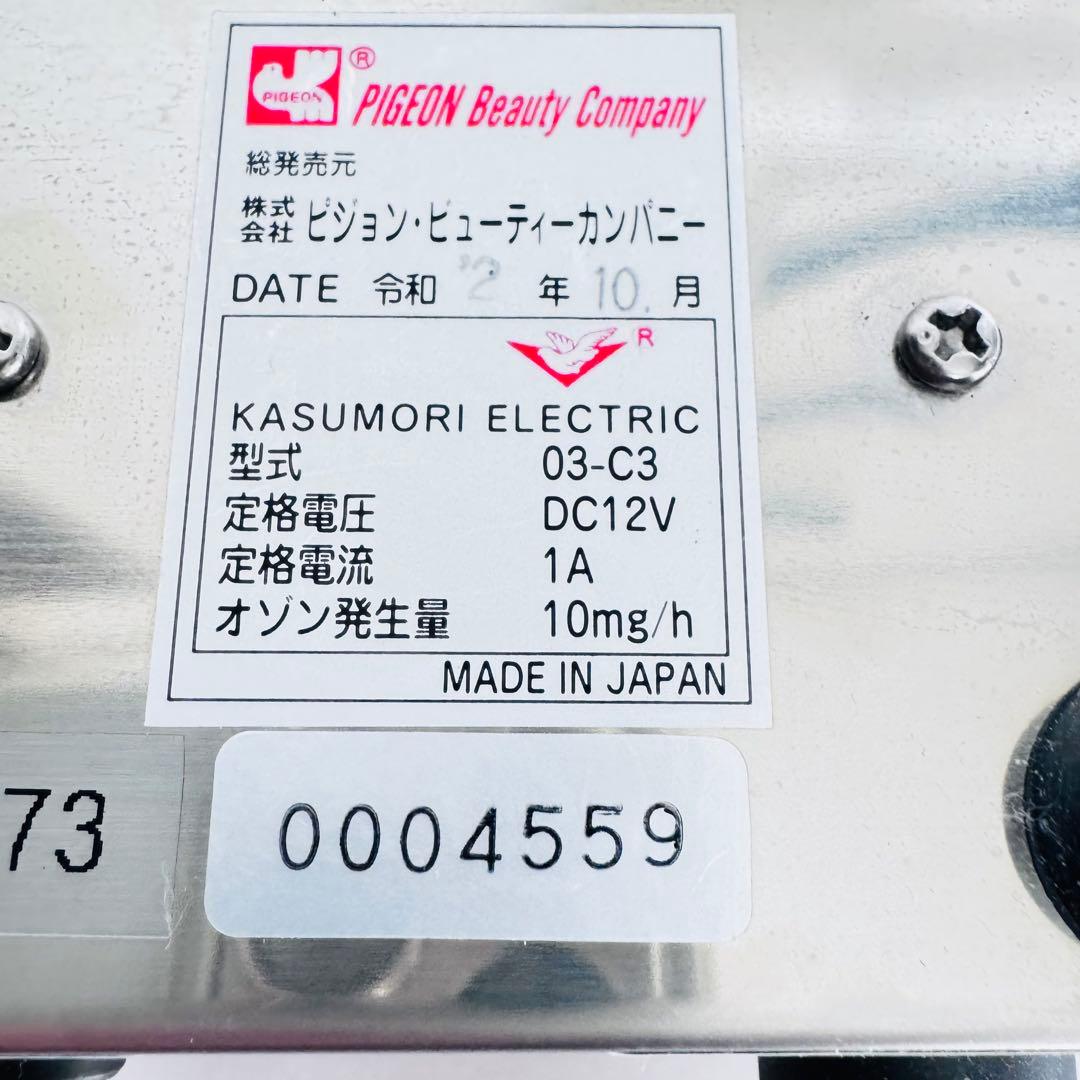 PIGEON ®
PIGEON Beauty Company
総発売元
株式会社 ピジョン・ビューティーカンパニー
DATE 令和 2 年 10. 月
R
KASUMORI ELECTRIC
型式 03-C3
定格電圧 DC12V
定格電流 1A
オゾン発生量 10mg/h
MADE IN JAPAN
73
0004559